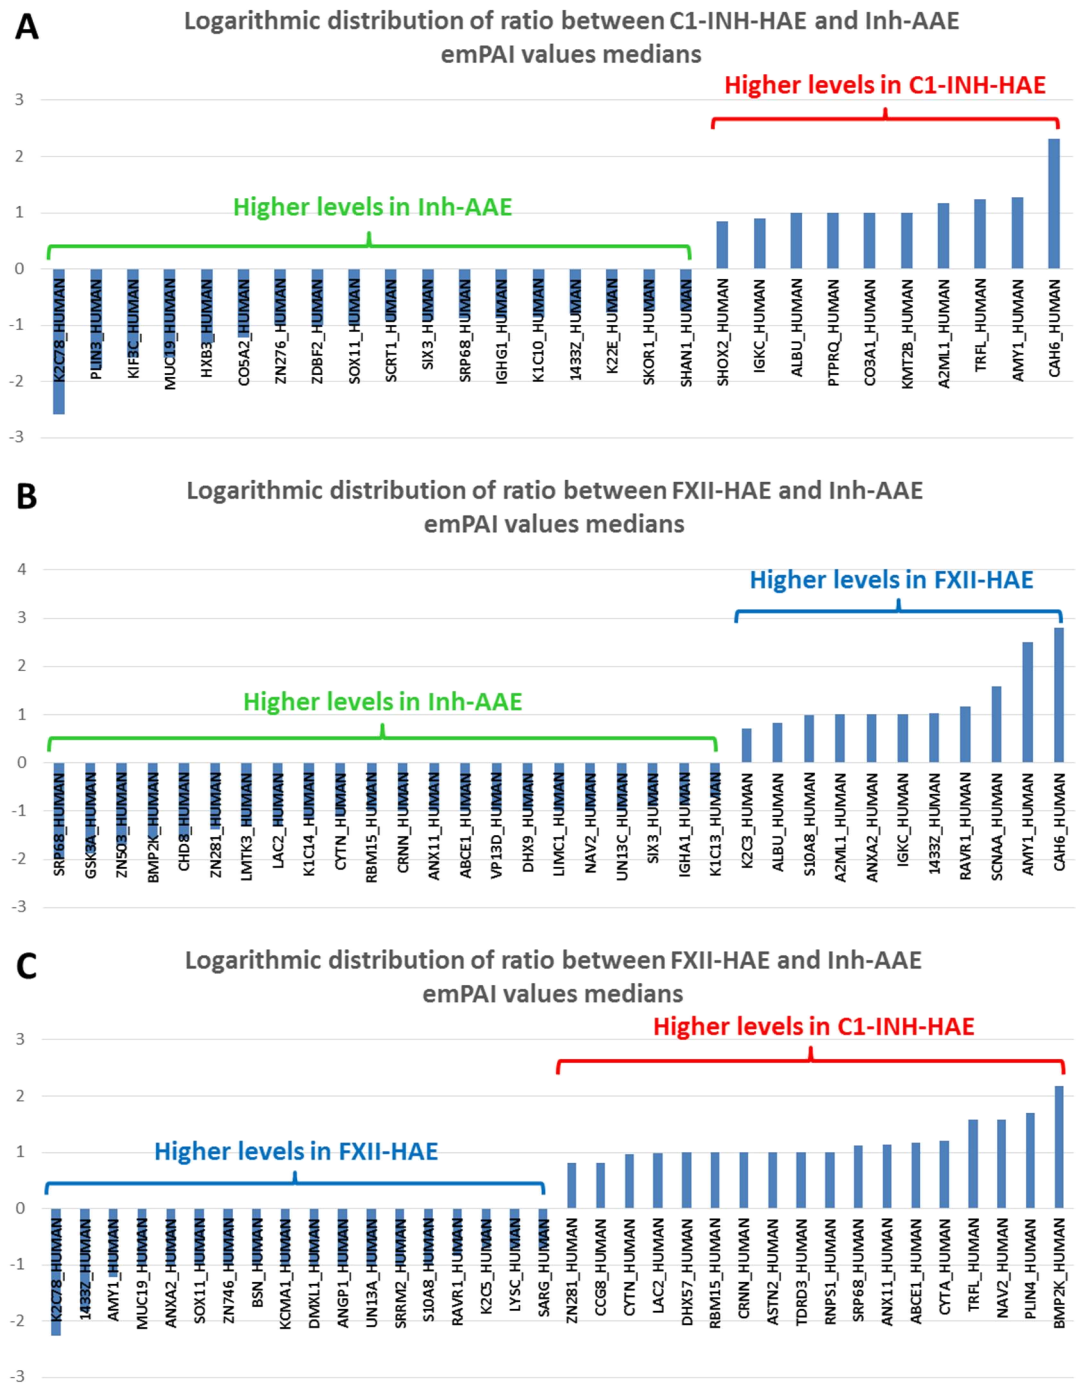 A
Logarithmic distribution of ratio between C1-INH-HAE and Inh-AAE
emPAI values medians
Higher levels in C1-INH-HAE
Higher levels in Inh-AAE
3
2
1
0
-1
-2
-3
K2C78_HUMAN
PLIN3_HUMAN
KIF3C_HUMAN
MUC19_HUMAN
HXB3_HUMAN
CO5A2_HUMAN
ZN276_HUMAN
ZDBF2_HUMAN
SOX11_HUMAN
SCRT1_HUMAN
SIX3_HUMAN
SRP68_HUMAN
IGHG1_HUMAN
K1C10_HUMAN
1433Z_HUMAN
K22E_HUMAN
SKOR1_HUMAN
SHAN1_HUMAN
SHOX2_HUMAN
IGKC_HUMAN
ALBU_HUMAN
PTPRQ_HUMAN
CO3A1_HUMAN
KMT2B_HUMAN
A2ML1_HUMAN
TRFL_HUMAN
AMY1_HUMAN
CAH6_HUMAN
B
Logarithmic distribution of ratio between FXII-HAE and Inh-AAE
emPAI values medians
Higher levels in FXII-HAE
Higher levels in Inh-AAE
4
3
2
1
0
-1
-2
-3
SRP68_HUMAN
GSK3A_HUMAN
ZN503_HUMAN
BMP2K_HUMAN
CHD8_HUMAN
ZN281_HUMAN
LMTK3_HUMAN
LAC2_HUMAN
K1C14_HUMAN
CYTN_HUMAN
RBM15_HUMAN
CRNN_HUMAN
ANX11_HUMAN
ABCE1_HUMAN
VP13D_HUMAN
DHX9_HUMAN
LIMC1_HUMAN
NAV2_HUMAN
UN13C_HUMAN
SIX3_HUMAN
IGHA1_HUMAN
K1C13_HUMAN
K2C3_HUMAN
ALBU_HUMAN
S10A8_HUMAN
A2ML1_HUMAN
ANXA2_HUMAN
IGKC_HUMAN
1433Z_HUMAN
RAVR1_HUMAN
SCNAA_HUMAN
AMY1_HUMAN
CAH6_HUMAN
C
Logarithmic distribution of ratio between FXII-HAE and Inh-AAE
emPAI values medians
Higher levels in C1-INH-HAE
Higher levels in FXII-HAE
3
2
1
0
-1
-2
-3
K2C78_HUMAN
1433Z_HUMAN
AMY1_HUMAN
MUC19_HUMAN
ANXA2_HUMAN
SOX11_HUMAN
ZN746_HUMAN
BSN_HUMAN
KCMA1_HUMAN
DMXL1_HUMAN
ANGP1_HUMAN
UN13A_HUMAN
SRRM2_HUMAN
S10A8_HUMAN
RAVR1_HUMAN
K2C5_HUMAN
LYSC_HUMAN
SARG_HUMAN
ZN281_HUMAN
CCG8_HUMAN
CYTN_HUMAN
LAC2_HUMAN
DHX57_HUMAN
RBM15_HUMAN
CRNN_HUMAN
ASTN2_HUMAN
TDRD3_HUMAN
RNPS1_HUMAN
SRP68_HUMAN
ANX11_HUMAN
ABCE1_HUMAN
CYTA_HUMAN
TRFL_HUMAN
NAV2_HUMAN
PLIN4_HUMAN
BMP2K_HUMAN